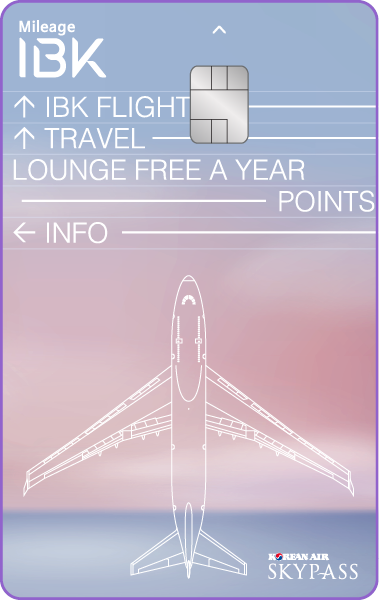 Mileage
IBK
↑ IBK FLIGHT
↑ TRAVEL
LOUNGE FREE A YEAR
POINTS
← INFO
KOREAN AIR
SKYPASS